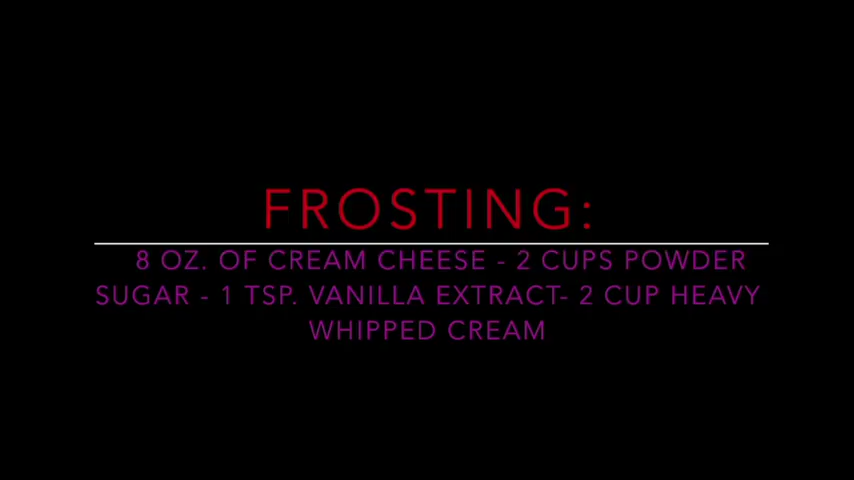 FROSTING:
8 OZ. OF CREAM CHEESE - 2 CUPS POWDER
SUGAR - 1 TSP. VANILLA EXTRACT- 2 CUP HEAVY
WHIPPED CREAM